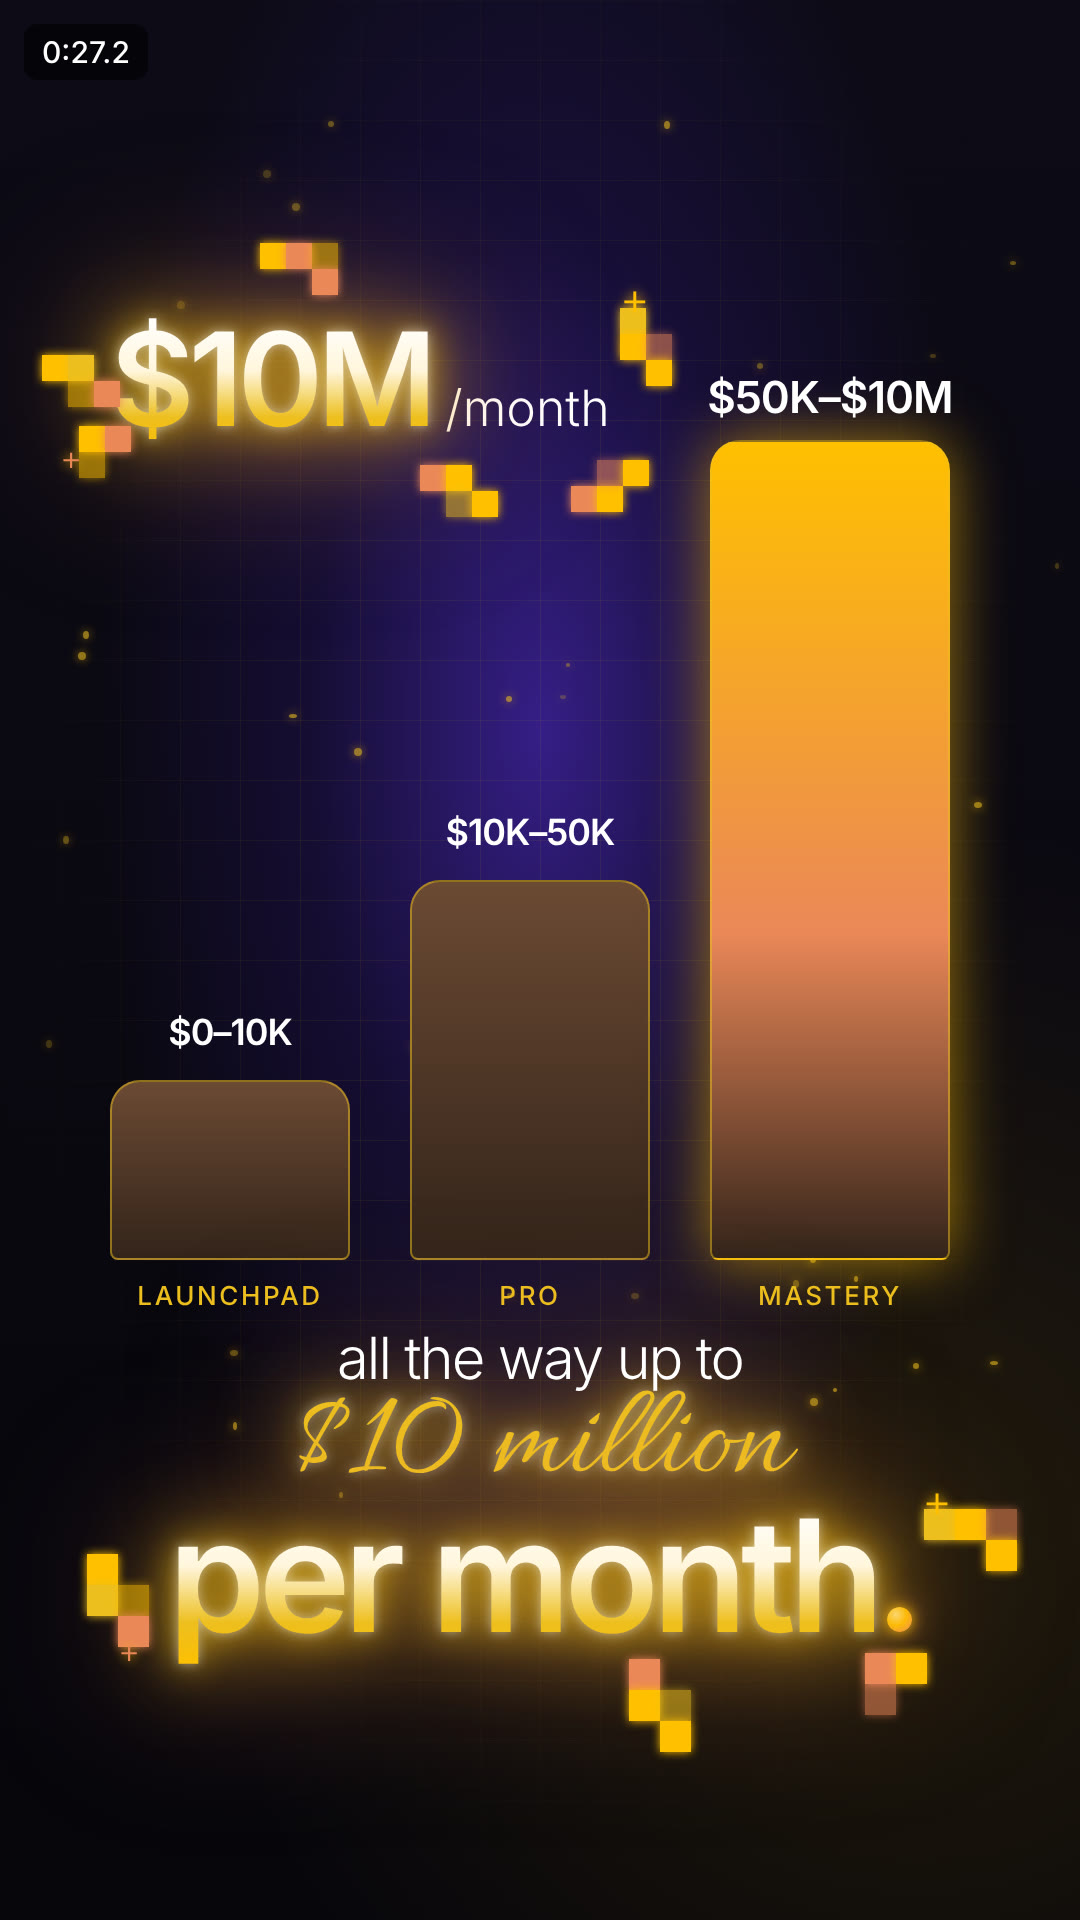 0:27.2
$10M /month
$50K–$10M
$10K–50K
$0–10K
LAUNCHPAD
PRO
MASTERY
all the way up to
$10 million
per month.